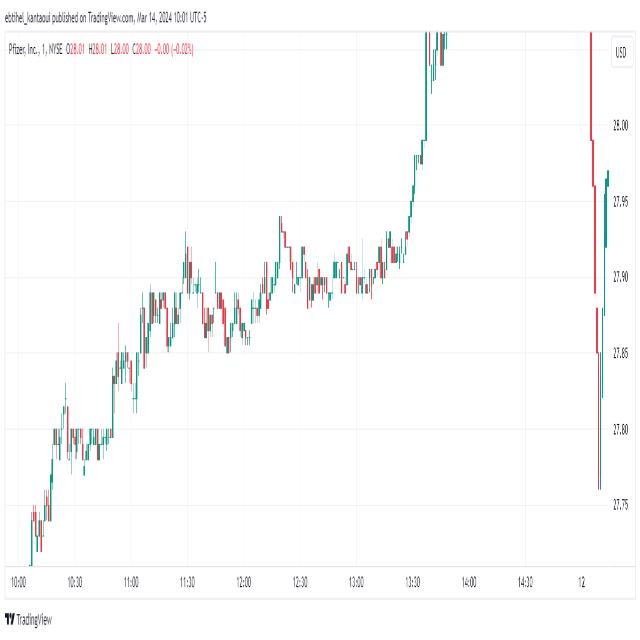 ebtihel_kantaoui published on TradingView.com, Mar 14, 2024 10:01 UTC-5
Pfizer, Inc., 1, NYSE O28.01 H28.01 L28.00 C28.00 -0.00 (-0.02%)
USD
28.00
27.95
27.90
27.85
27.80
27.75
10:00 10:30 11:00 11:30 12:00 12:30 13:00 13:30 14:00 14:30 12
TradingView